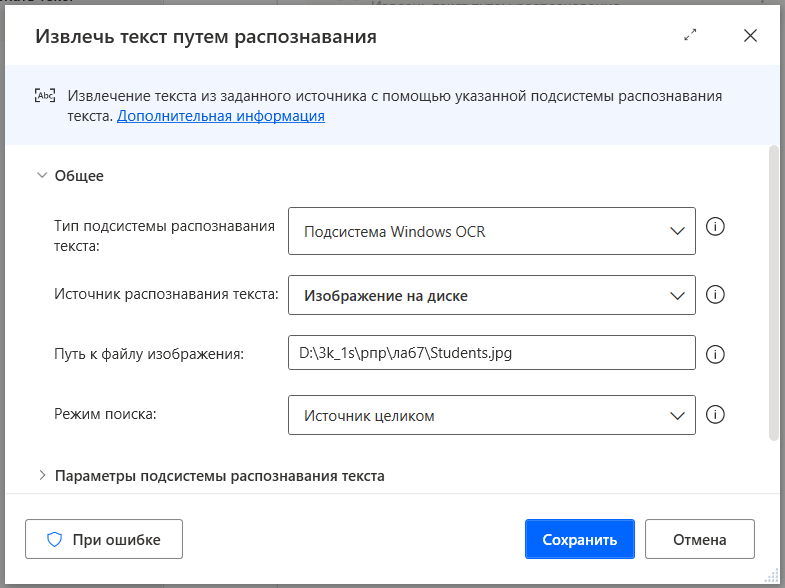 Извлечь текст путем распознавания
Abc
Извлечение текста из заданного источника с помощью указанной подсистемы распознавания
текста. Дополнительная информация
Общее
Тип подсистемы распознавания
текста:
Подсистема Windows OCR
Источник распознавания текста:
Изображение на диске
Путь к файлу изображения:
D:\3k_1s\рпр\ла67\Students.jpg
Режим поиска:
Источник целиком
Параметры подсистемы распознавания текста
При ошибке
Сохранить
Отмена